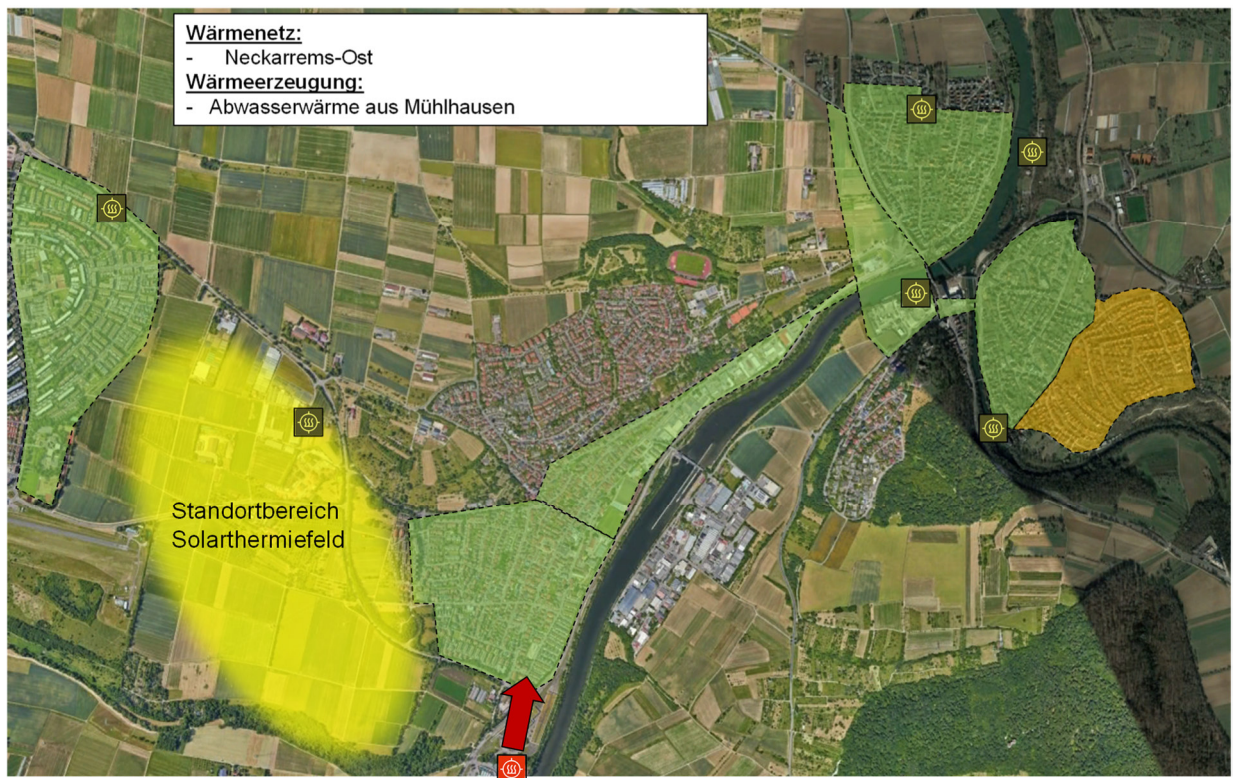 Wärmenetz:
- Neckarrems-Ost
Wärmeerzeugung:
- Abwasserwärme aus Mühlhausen
Standortbereich
Solarthermiefeld